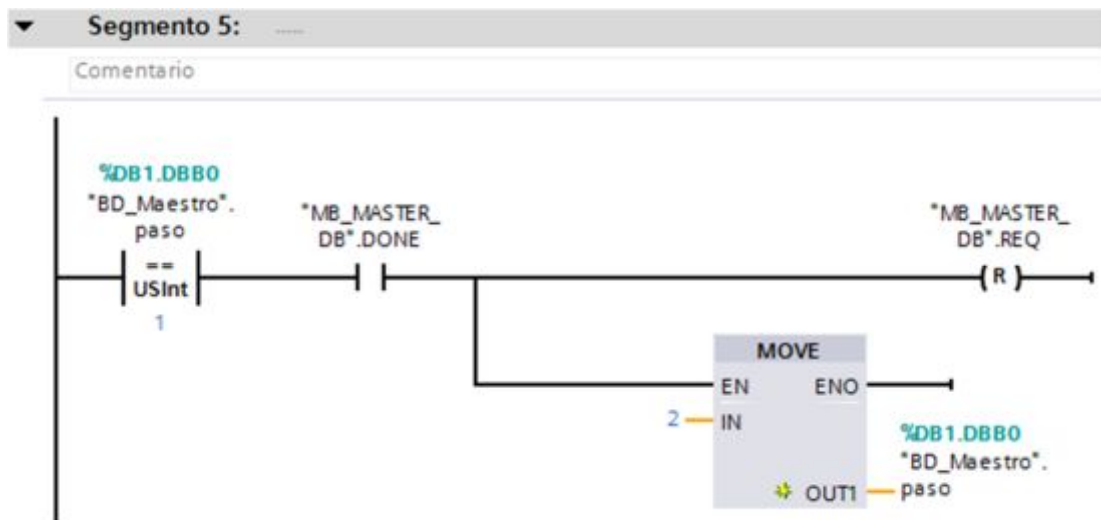 Segmento 5: .....
Comentario
%DB1.DBB0
"BD_Maestro".
paso
==
USInt
1
"MB_MASTER_
DB".DONE
"MB_MASTER_
DB".REQ
R
MOVE
EN ENO
2 IN
OUT1
%DB1.DBB0
"BD_Maestro".
paso